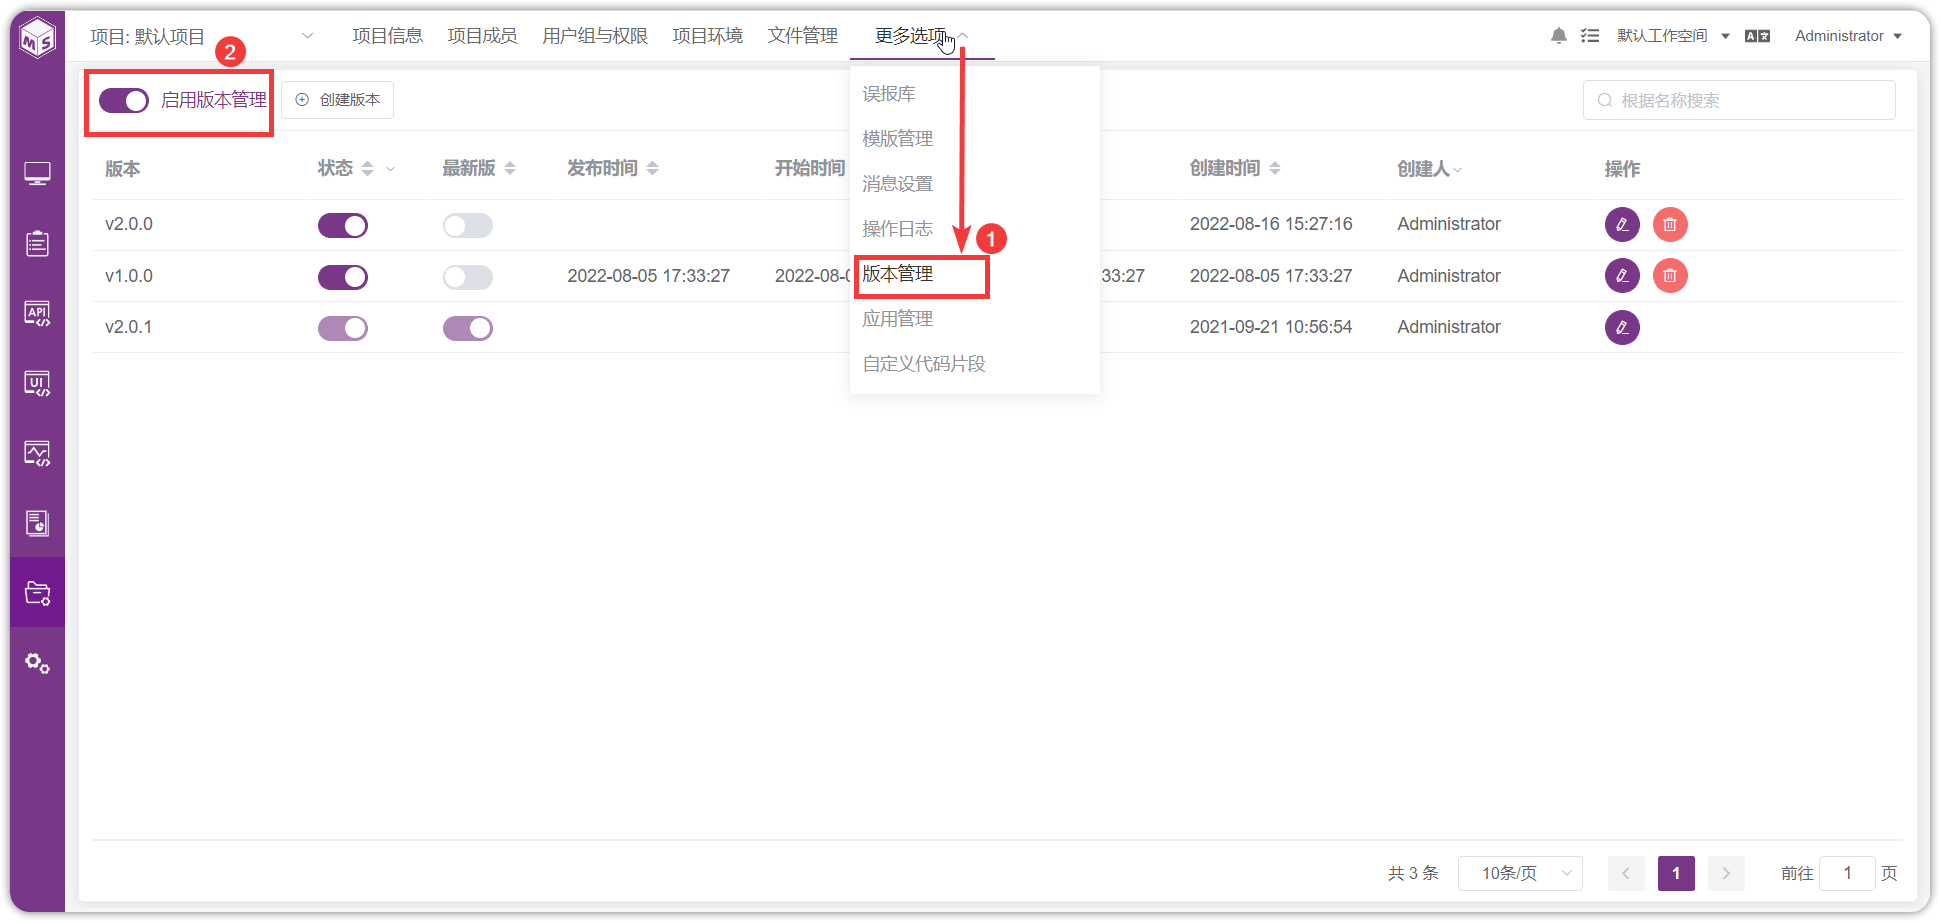 MS
项目: 默认项目
2
项目信息
项目成员
用户组与权限
项目环境
文件管理
更多选项
默认工作空间
A
Administrator
启用版本管理
创建版本
根据名称搜索
误报库
模版管理
消息设置
操作日志
1
版本管理
应用管理
自定义代码片段
版本 状态 最新版 发布时间 开始时间 创建时间 创建人 操作
v2.0.0 2022-08-16 15:27:16 Administrator
v1.0.0 2022-08-05 17:33:27 2022-08-0 33:27 2022-08-05 17:33:27 Administrator
v2.0.1 2021-09-21 10:56:54 Administrator
API
UI
共 3 条 10条/页 1 前往 1 页